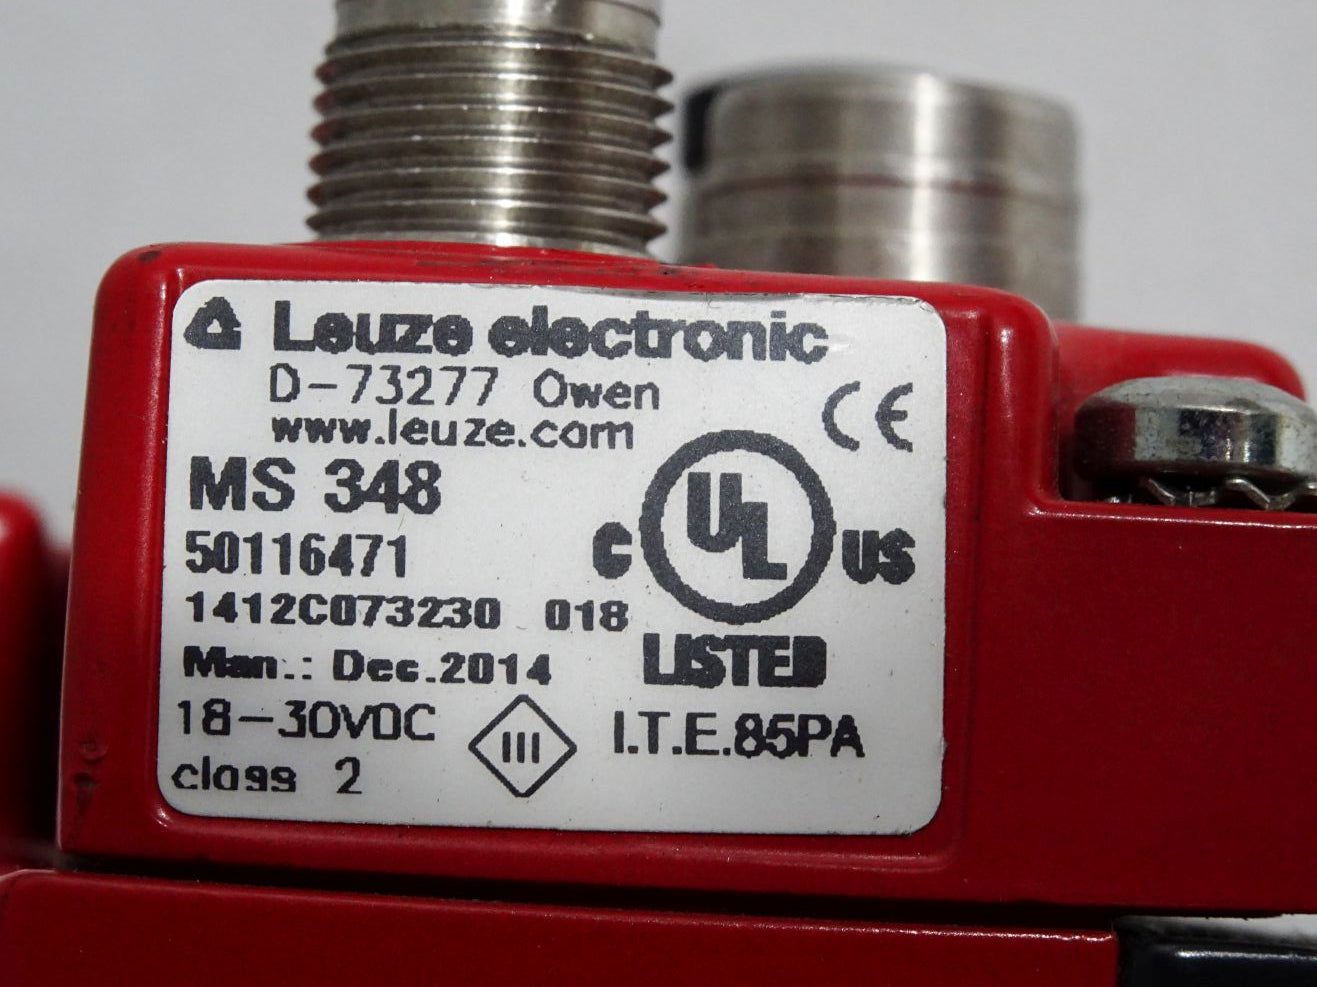 Leuze electronic
D-73277 Owen
www.leuze.com
CE
MS 348
50116471
C UL US
1412C073230 018
LISTED
Man.: Dec.2014
18-30VDC
III
I.T.E.85PA
class 2